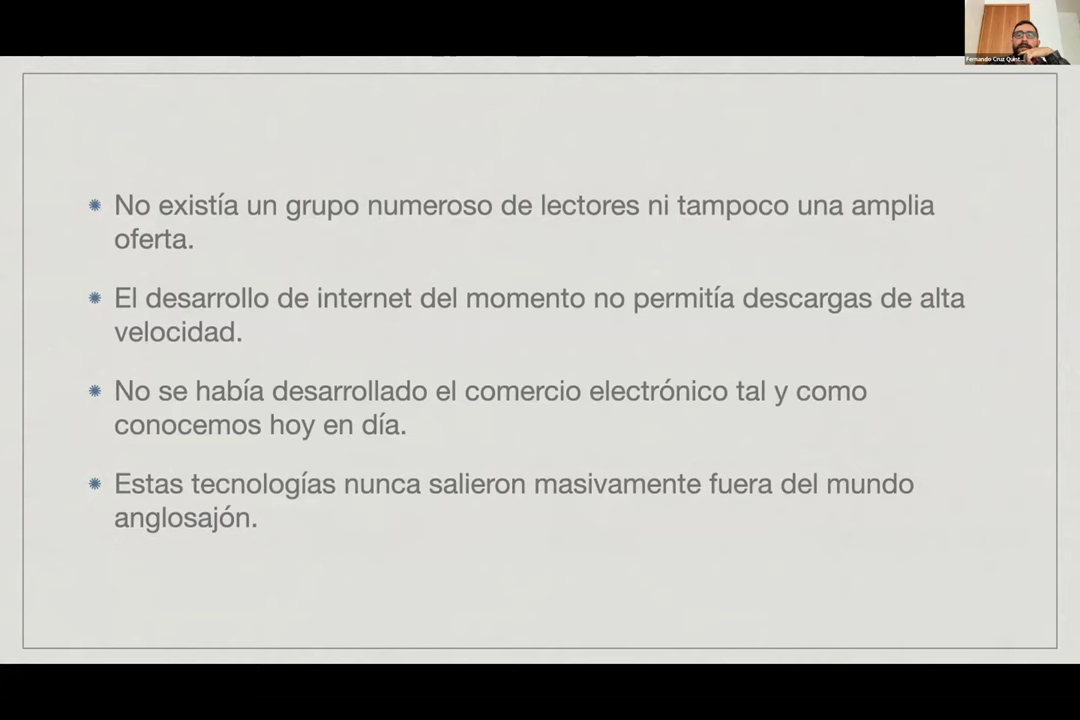 Fernando Cruz Quint...
No existía un grupo numeroso de lectores ni tampoco una amplia
oferta.
El desarrollo de internet del momento no permitía descargas de alta
velocidad.
No se había desarrollado el comercio electrónico tal y como
conocemos hoy en día.
Estas tecnologías nunca salieron masivamente fuera del mundo
anglosajón.